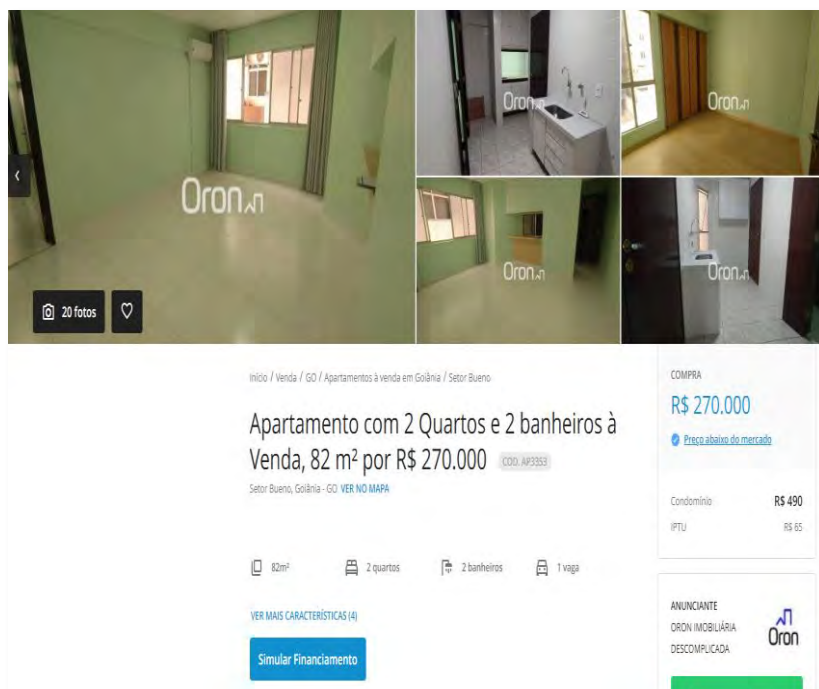 Oron
Oron
Oron
Oron
Oron
20 fotos
Início / Venda / GO / Apartamentos à venda em Goiânia / Setor Bueno
Apartamento com 2 Quartos e 2 banheiros à
Venda, 82 m² por R$ 270.000 COD. AP3353
Setor Bueno, Goiânia - GO VER NO MAPA
82m² 2 quartos 2 banheiros 1 vaga
VER MAIS CARACTERÍSTICAS (4)
Simular Financiamento
COMPRA
R$ 270.000
Preço abaixo do mercado
Condomínio R$ 490
IPTU R$ 65
ANUNCIANTE
ORON IMOBILIÁRIA
DESCOMPLICADA
Oron